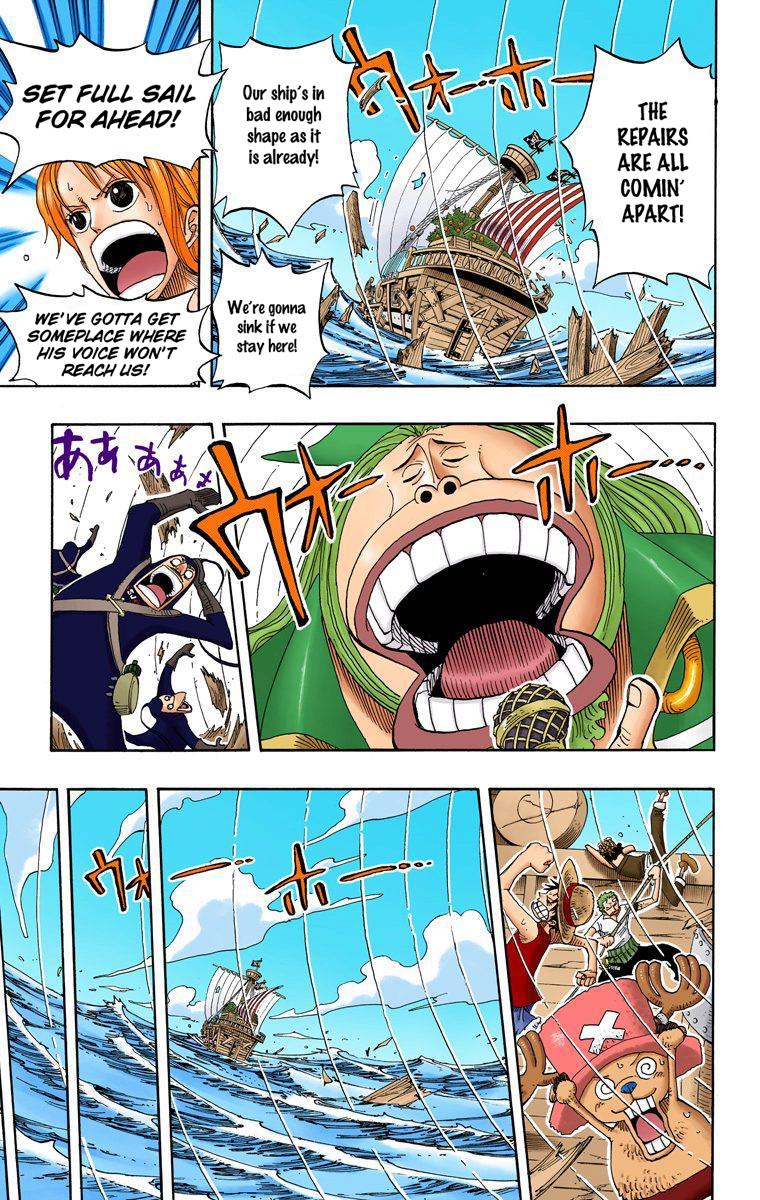 THE
REPAIRS
ARE ALL
COMIN'
APART!
ウォーホー
Our ship's in
bad enough
shape as it
is already!
We're gonna
sink if we
stay here!
SET FULL SAIL
FOR AHEAD!
WE'VE GOTTA GET
SOMEPLACE WHERE
HIS VOICE WON'T
REACH US!
ウォーホー…
ああぁぁ
ウォーホー…